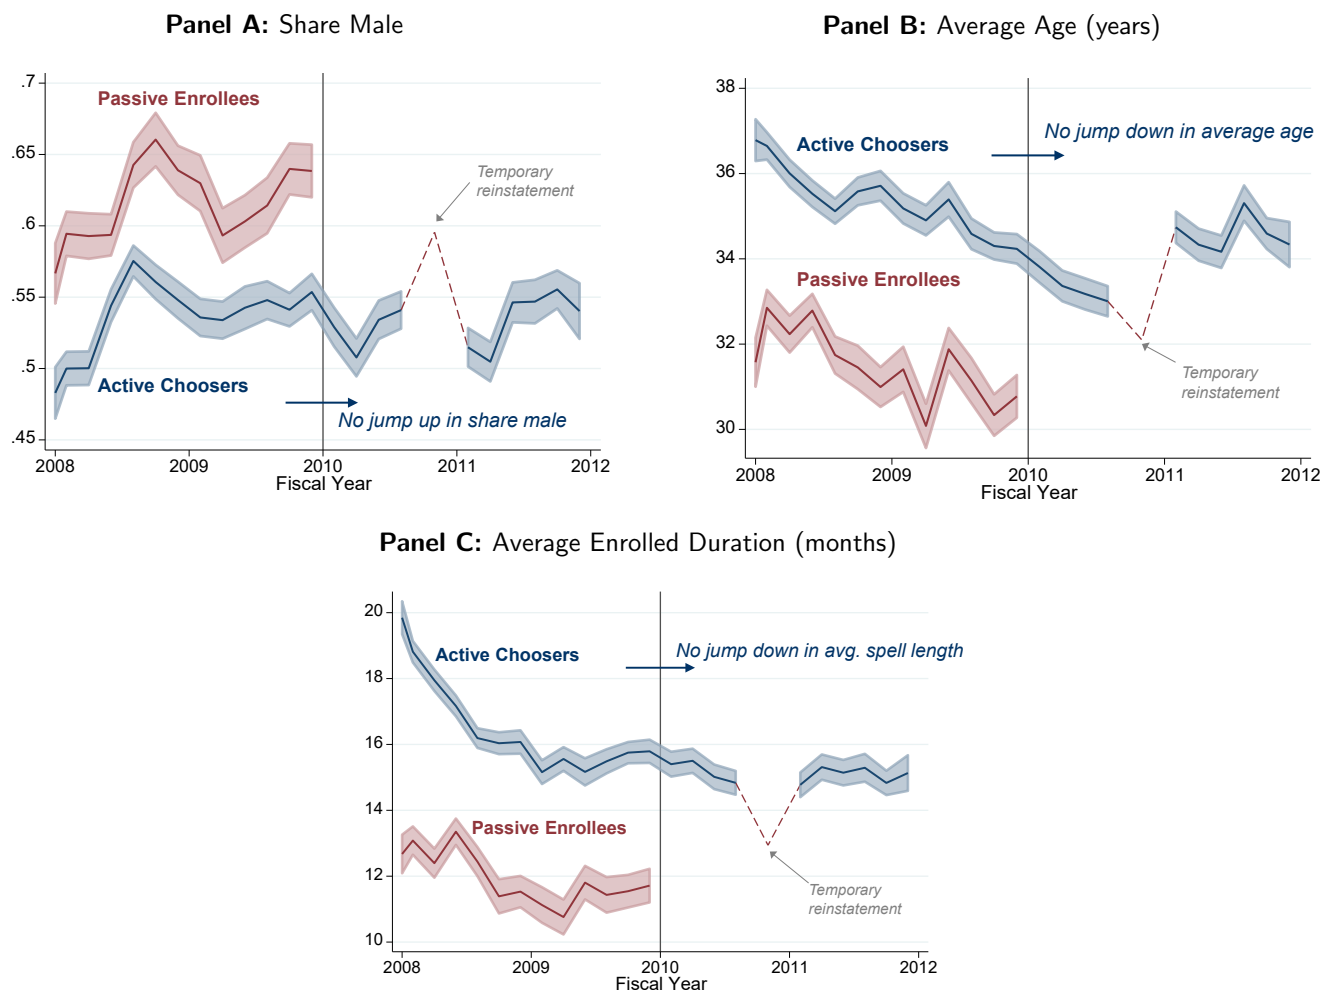 Panel A: Share Male
.7
.65
.6
.55
.5
.45
Passive Enrollees
Temporary
reinstatement
Active Choosers
No jump up in share male
2008
2009
2010
2011
2012
Fiscal Year
Panel B: Average Age (years)
38
36
34
32
30
No jump down in average age
Active Choosers
Passive Enrollees
Temporary
reinstatement
2008
2009
2010
2011
2012
Fiscal Year
Panel C: Average Enrolled Duration (months)
20
18
16
14
12
10
Active Choosers
No jump down in avg. spell length
Passive Enrollees
Temporary
reinstatement
2008
2009
2010
2011
2012
Fiscal Year